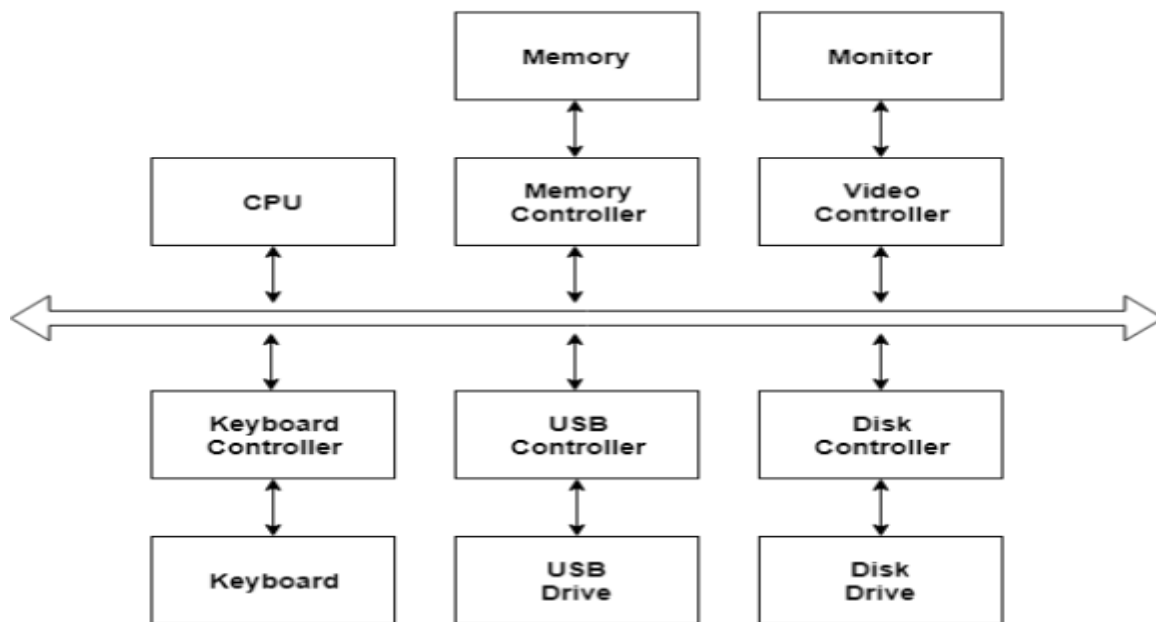 Memory
Monitor
CPU
Memory
Controller
Video
Controller
Keyboard
Controller
USB
Controller
Disk
Controller
Keyboard
USB
Drive
Disk
Drive